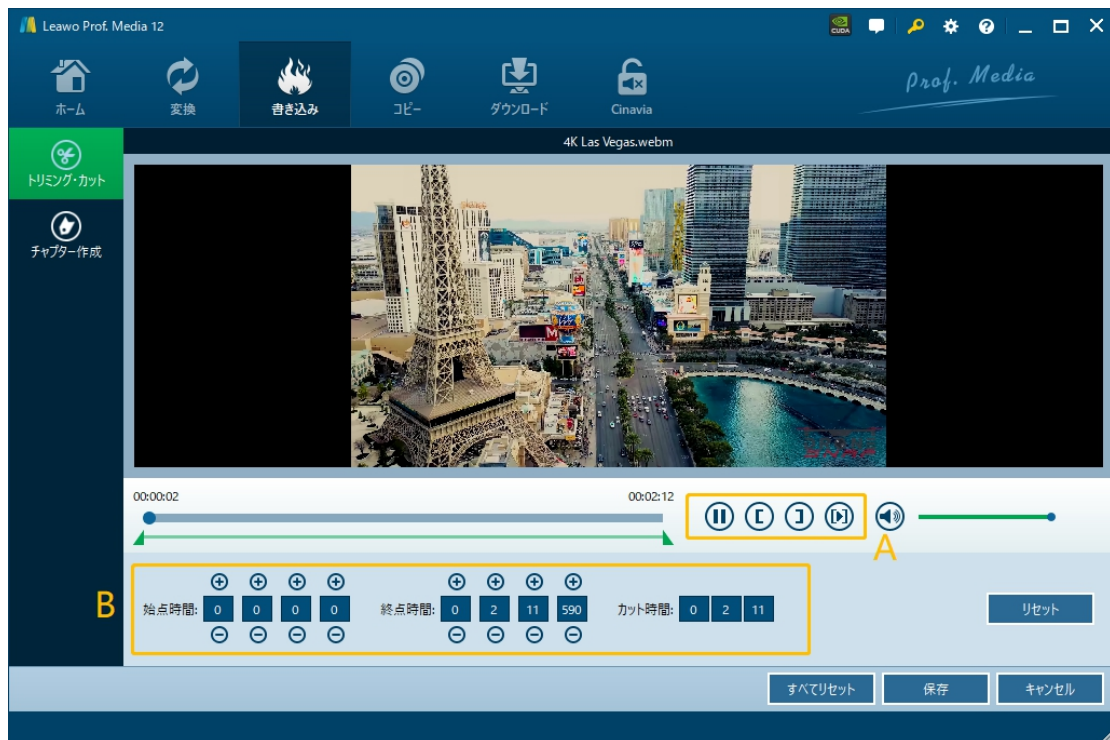 Leawo Prof. Media 12
CUDA
ホーム
変換
書き込み
コピー
ダウンロード
Cinavia
Prof. Media
トリミング・カット
チャプター作成
4K Las Vegas.webm
00:00:02
00:02:12
A
B
始点時間: 0 0 0 0
終点時間: 0 2 11 590
カット時間: 0 2 11
リセット
すべてリセット
保存
キャンセル